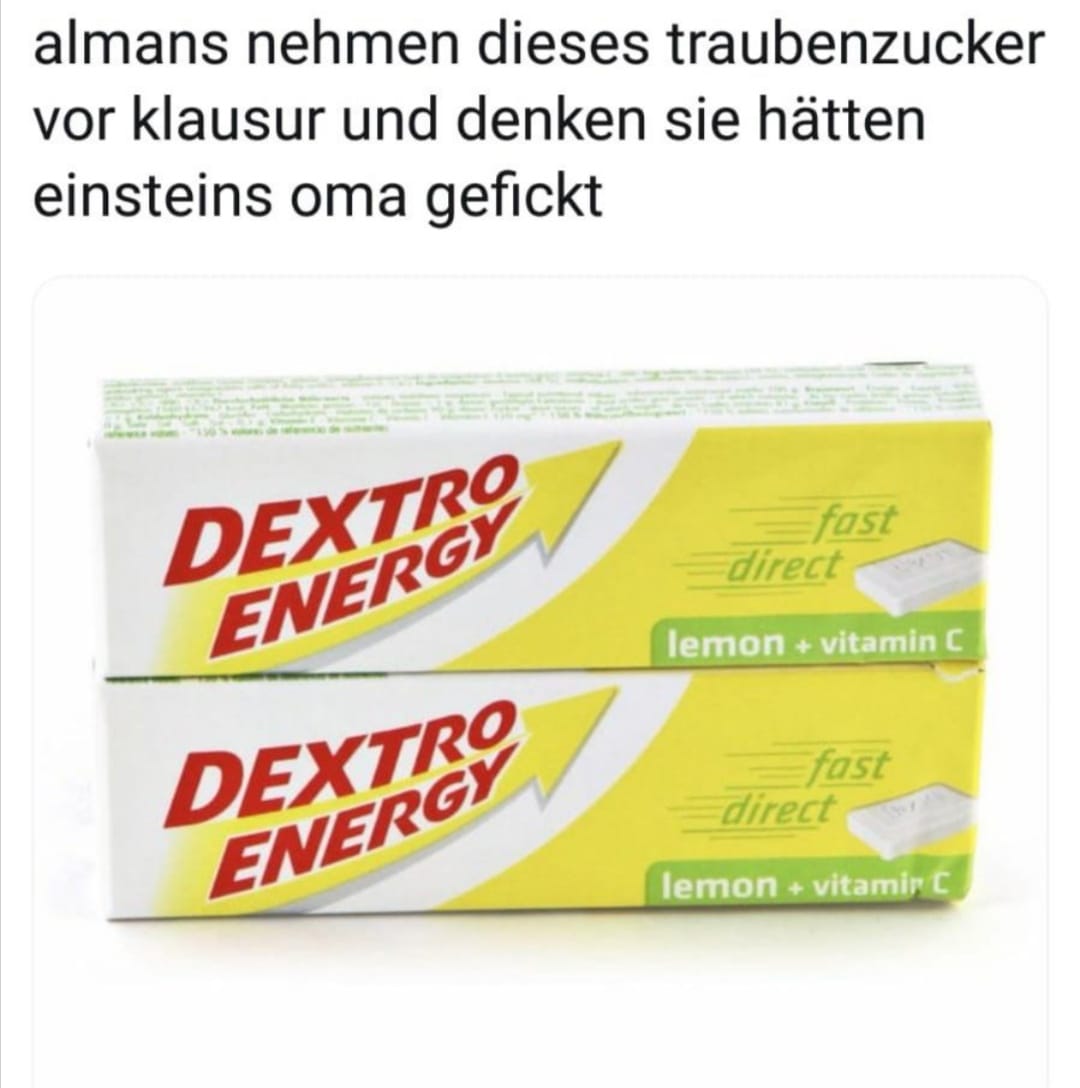 almans nehmen dieses traubenzucker
vor klausur und denken sie hätten
einsteins oma gefickt
DEXTRO
ENERGY
fast
direct
lemon + vitamin C
DEXTRO
ENERGY
fast
direct
lemon + vitamin C